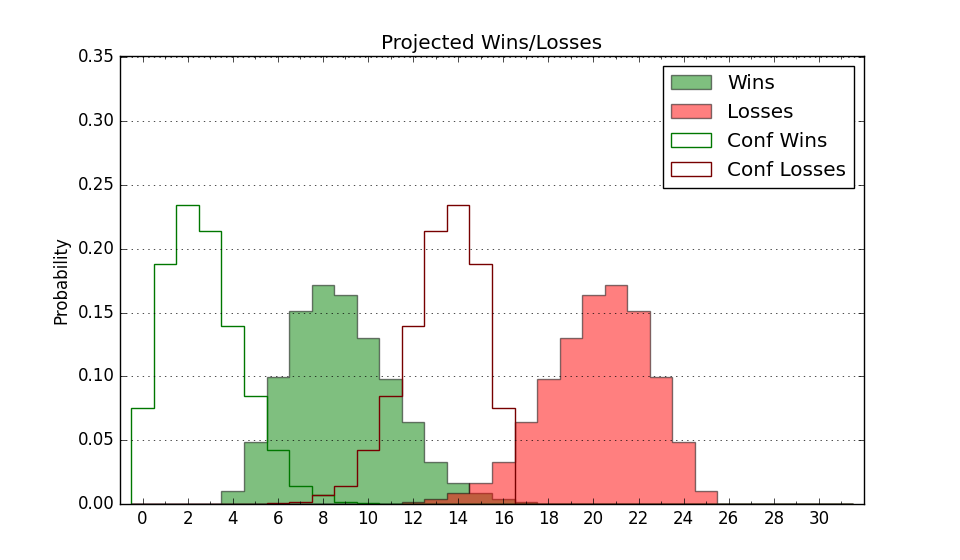 Projected Wins/Losses
0.35
0.30
0.25
0.20
0.15
0.10
0.05
0.00
Probability
Wins
Losses
Conf Wins
Conf Losses
0 2 4 6 8 10 12 14 16 18 20 22 24 26 28 30